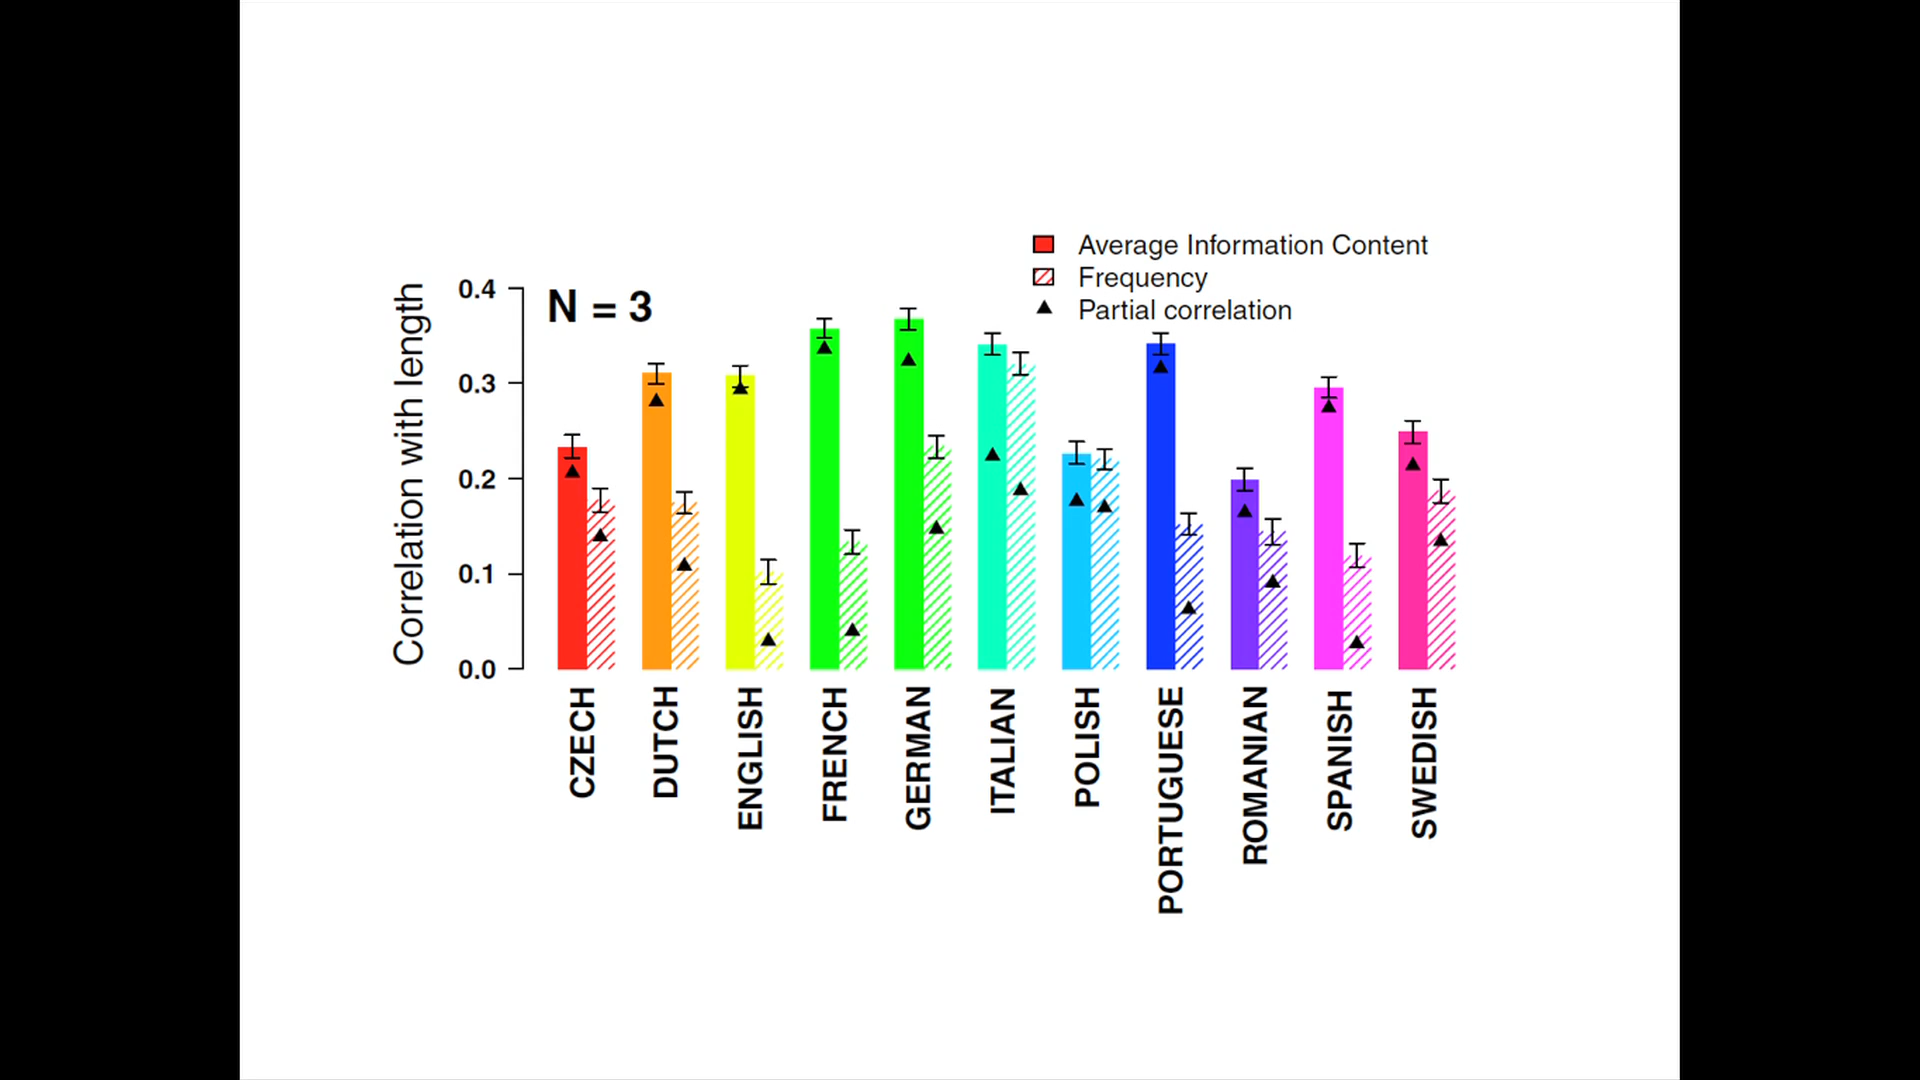 Average Information Content
Frequency
Partial correlation
N = 3
Correlation with length
0.4
0.3
0.2
0.1
0.0
CZECH
DUTCH
ENGLISH
FRENCH
GERMAN
ITALIAN
POLISH
PORTUGUESE
ROMANIAN
SPANISH
SWEDISH